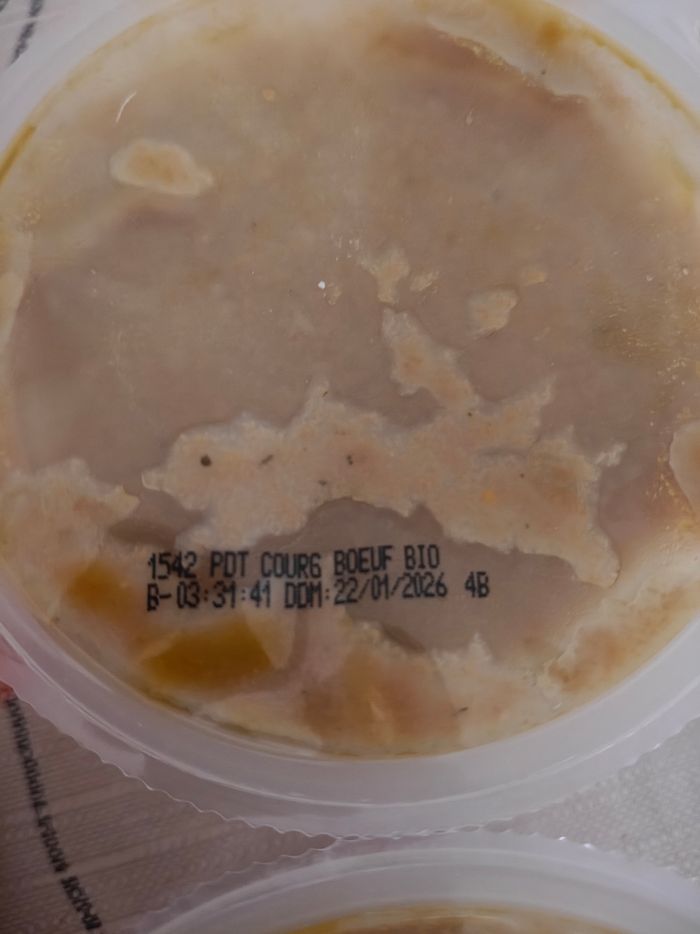 1542 PDT COURG BOEUF BIO
B-03:31:41 DDM:22/01/2026 4B